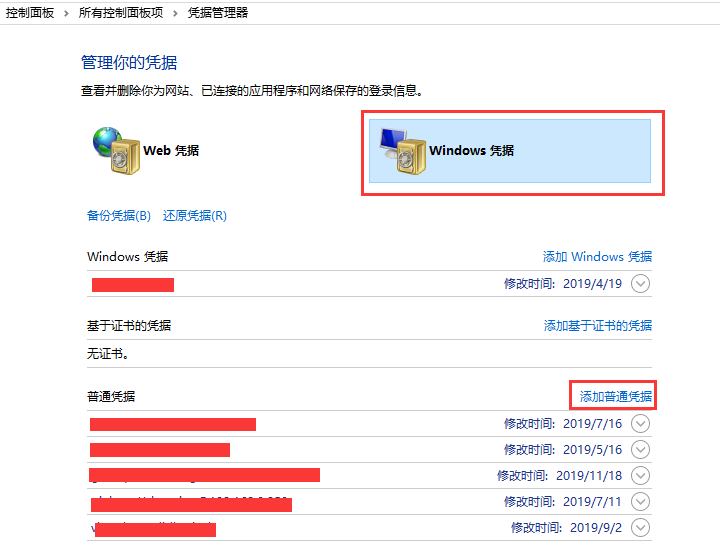 控制面板 › 所有控制面板项 › 凭据管理器
管理你的凭据
查看并删除你为网站、已连接的应用程序和网络保存的登录信息。
Web 凭据
Windows 凭据
备份凭据(B) 还原凭据(R)
Windows 凭据 添加 Windows 凭据
修改时间: 2019/4/19
基于证书的凭据 添加基于证书的凭据
无证书。
普通凭据 添加普通凭据
修改时间: 2019/7/16
修改时间: 2019/5/16
修改时间: 2019/11/18
修改时间: 2019/7/11
修改时间: 2019/9/2